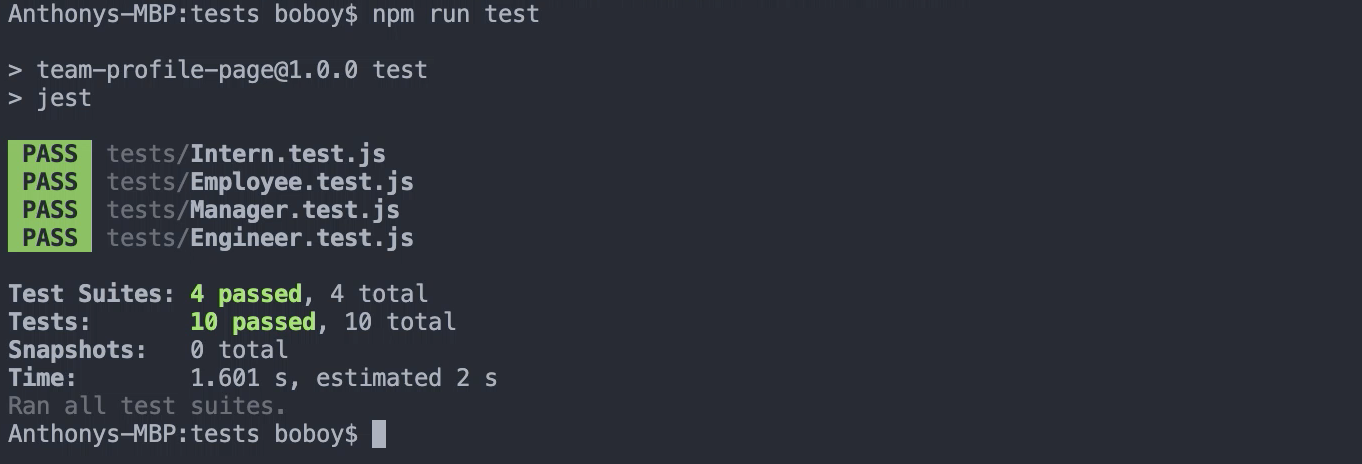 Anthonys-MBP:tests boboy$ npm run test
> team-profile-page@1.0.0 test
> jest
PASS tests/Intern.test.js
PASS tests/Employee.test.js
PASS tests/Manager.test.js
PASS tests/Engineer.test.js
Test Suites: 4 passed, 4 total
Tests: 10 passed, 10 total
Snapshots: 0 total
Time: 1.601 s, estimated 2 s
Ran all test suites.
Anthonys-MBP:tests boboy$